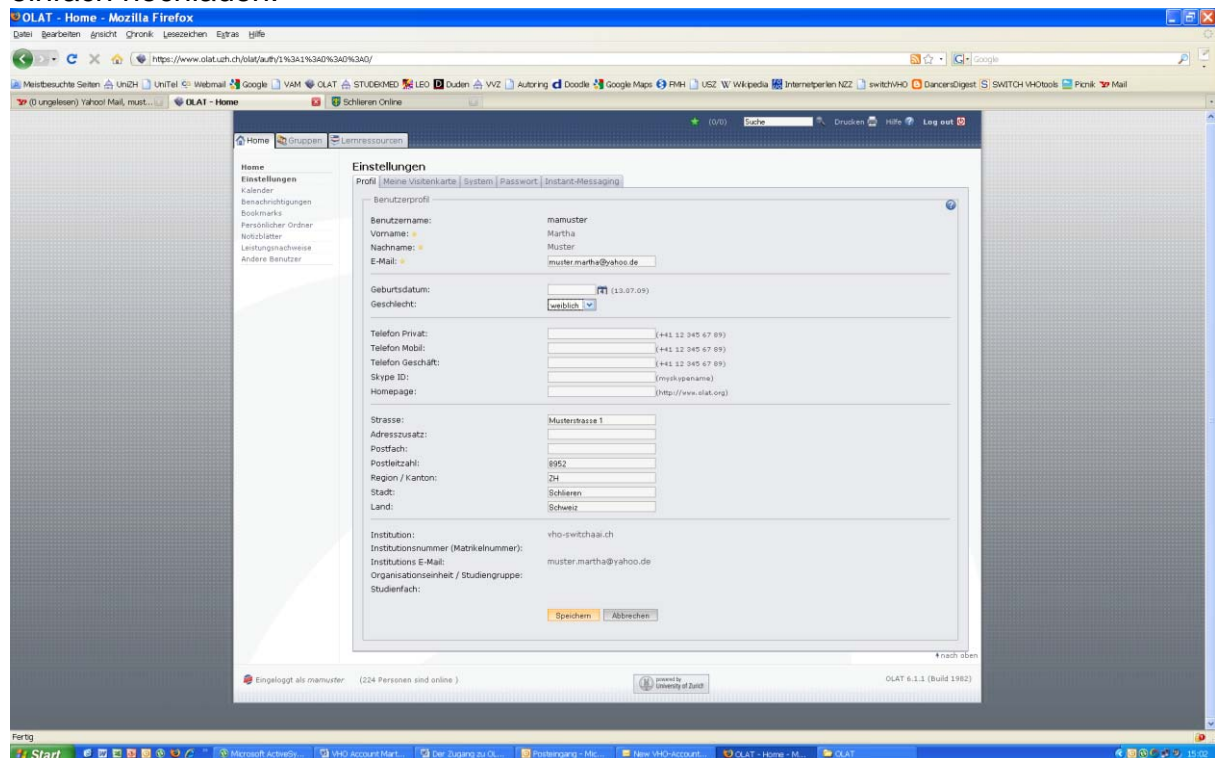 OLAT - Home - Mozilla Firefox
Datei Bearbeiten Ansicht Chronik Lesezeichen Extras Hilfe
https://www.olat.uzh.ch/olat/auth/1%3A1%3A0%3A0%3A0/
Google
Meistbesuchte Seiten UniZH UniTel Webmail Google VAM OLAT STUDERMED LEO Duden VVZ Autoring Doodle Google Maps FMH USZ Wikipedia Internetperlen NZZ switchVHO DancersDigest SWITCH VHOtools Picnik Mail
(0 ungelesen) Yahoo! Mail, must... OLAT - Home Schlieren Online
(0/0) Suche Drucken Hilfe Log out
Home Gruppen Lernressourcen
Home
Einstellungen
Kalender
Benachrichtigungen
Bookmarks
Persönlicher Ordner
Notizblätter
Leistungsnachweise
Andere Benutzer
Einstellungen
Profil Meine Visitenkarte System Passwort Instant-Messaging
Benutzerprofil
Benutzername: mamuster
Vorname: Martha
Nachname: Muster
E-Mail: muster.martha@yahoo.de
Geburtsdatum: (13.07.09)
Geschlecht: weiblich
Telefon Privat: (+41 12 345 67 89)
Telefon Mobil: (+41 12 345 67 89)
Telefon Geschäft: (+41 12 345 67 89)
Skype ID: (myskypename)
Homepage: (http://www.olat.org)
Strasse: Musterstrasse 1
Adresszusatz:
Postfach:
Postleitzahl: 8952
Region / Kanton: ZH
Stadt: Schlieren
Land: Schweiz
Institution: vho-switchaai.ch
Institutionsnummer (Matrikelnummer):
Institutions E-Mail: muster.martha@yahoo.de
Organisationseinheit / Studiengruppe:
Studienfach:
Speichern Abbrechen
nach oben
Eingeloggt als mamuster (224 Personen sind online ) powered by University of Zurich OLAT 6.1.1 (Build 1982)
Fertig
Start Microsoft ActiveSy... VHO Account Mart... Der Zugang zu OL... Posteingang - Mic... New VHO-Account... OLAT - Home - M... OLAT 15:02